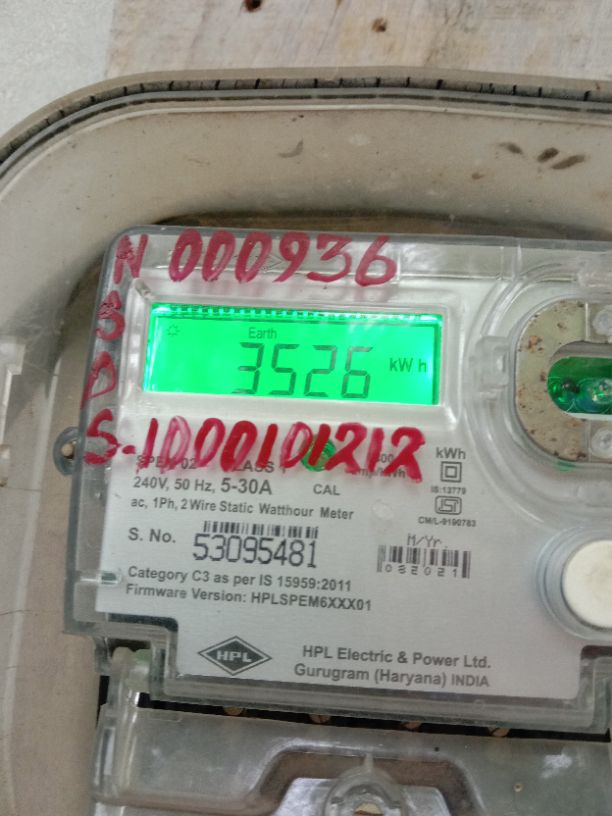 N 000936
B
D
S-1000101212
Earth
3526 kWh
CAL
kWh
240V, 50 Hz, 5-30A
IS:13779
ac, 1Ph, 2 Wire Static Watthour Meter
CM/L-9190783
S. No. 53095481
M/Yr
082021
Category C3 as per IS 15959:2011
Firmware Version: HPLSPEM6XXX01
HPL
HPL Electric & Power Ltd.
Gurugram (Haryana) INDIA